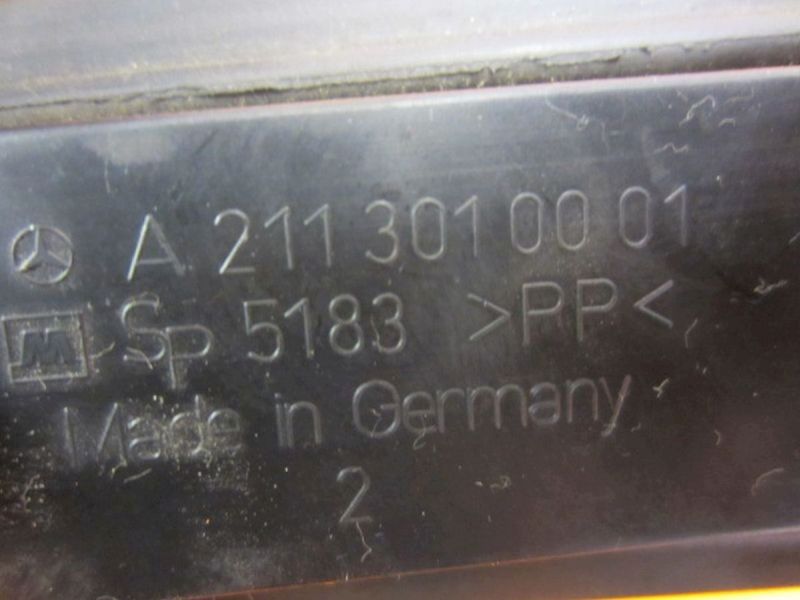 A 211 301 00 01
M SP 5183 >PP<
Made in Germany
2